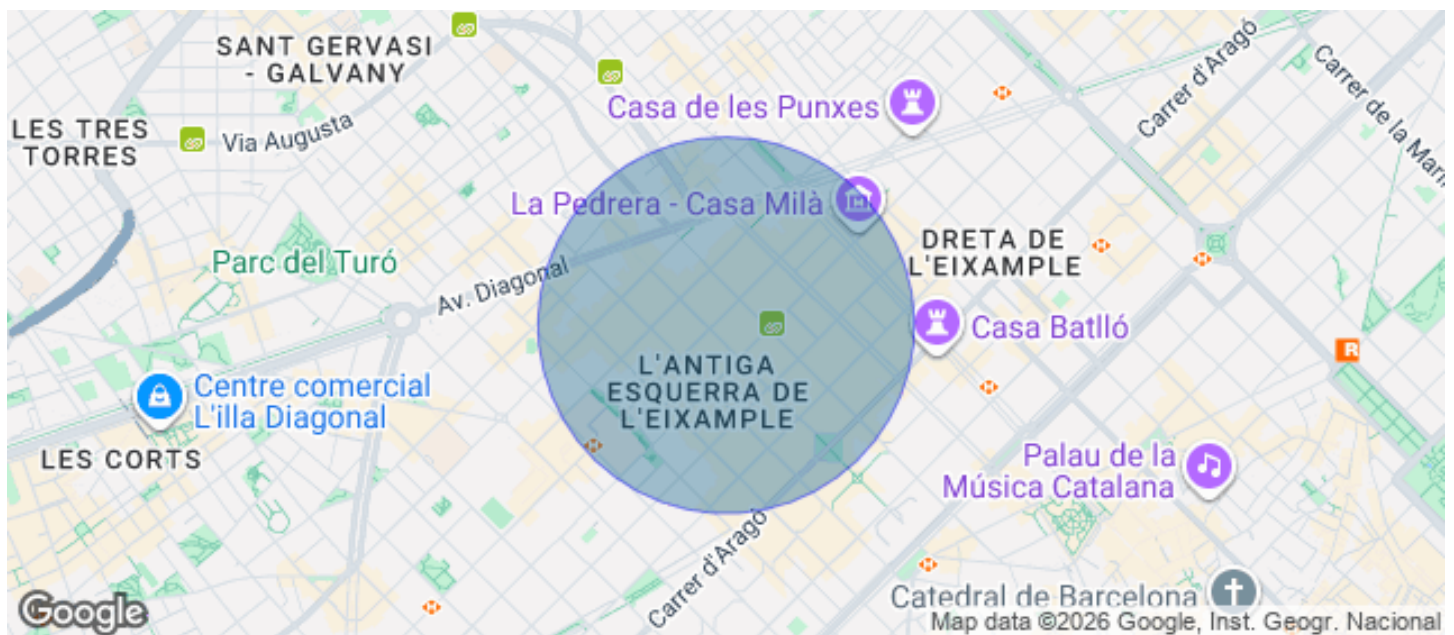 SANT GERVASI
- GALVANY
Carrer d'Aragó
Carrer de la Mari
Casa de les Punxes
LES TRES
TORRES
Via Augusta
La Pedrera - Casa Milà
DRETA DE
L'EIXAMPLE
Parc del Turó
Av. Diagonal
Casa Batlló
R
L'ANTIGA
ESQUERRA DE
L'EIXAMPLE
Centre comercial
L'illa Diagonal
LES CORTS
Palau de la
Música Catalana
Carrer d'Aragó
Catedral de Barcelona
Google
Map data ©2026 Google, Inst. Geogr. Nacional